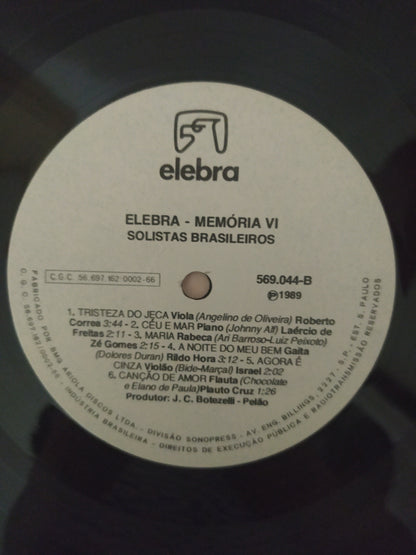 elebra
ELEBRA - MEMÓRIA VI
SOLISTAS BRASILEIROS
C.G.C. 56.697.162/0002-66
569.044-B
℗1989
1. TRISTEZA DO JECA Viola (Angelino de Oliveira) Roberto
Correa 3:44 - 2. CÉU E MAR Piano (Johnny Alf) Laércio de
Freitas 2:11 - 3. MARIA Rabeca (Ari Barroso-Luiz Peixoto)
Zé Gomes 2:15 - 4. A NOITE DO MEU BEM Gaita
(Dolores Duran) Rildo Hora 3:12 - 5. AGORA É
CINZA Violão (Bide-Marçal) Israel 2:02
6. CANÇÃO DE AMOR Flauta (Chocolate
e Elano de Paula)Plauto Cruz 1:26
Produtor: J. C. Botezelli - Pelão
FABRICADO POR BMG ARIOLA DISCOS LTDA. - DIVISÃO SONOPRESS - AV. ENG. BILLINGS, 2227 S.P. - EST. S. PAULO
C.G.C. 56.697.162/0002-66 - INDÚSTRIA BRASILEIRA - DIREITOS DE EXECUÇÃO PÚBLICA E RADIOTRANSMISSÃO RESERVADOS